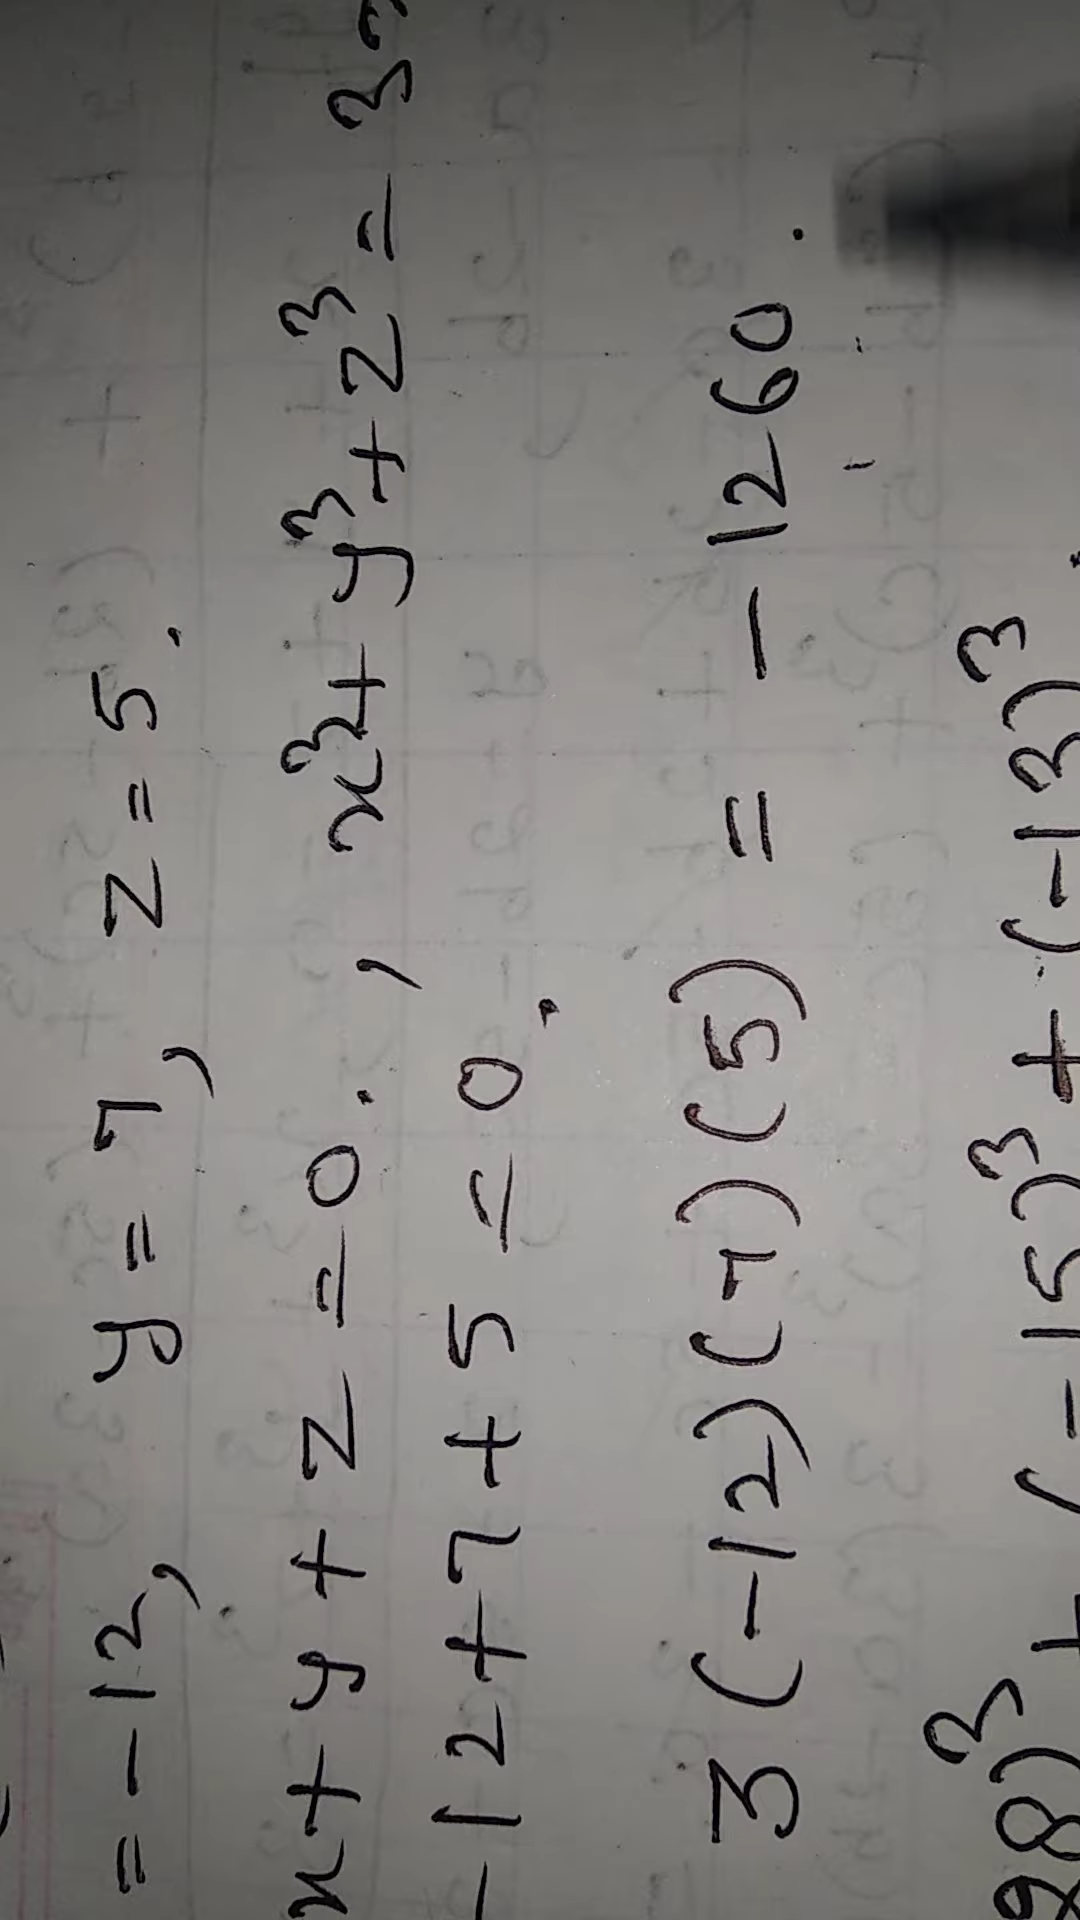 = -12, y = 7, z = 5.
x + y + z = 0. , x³ + y³ + z³ = 3
-12 + 7 + 5 = 0.
3 (-12) (7) (5) = -1260.
28)³ + (-15)³ + (-13)³